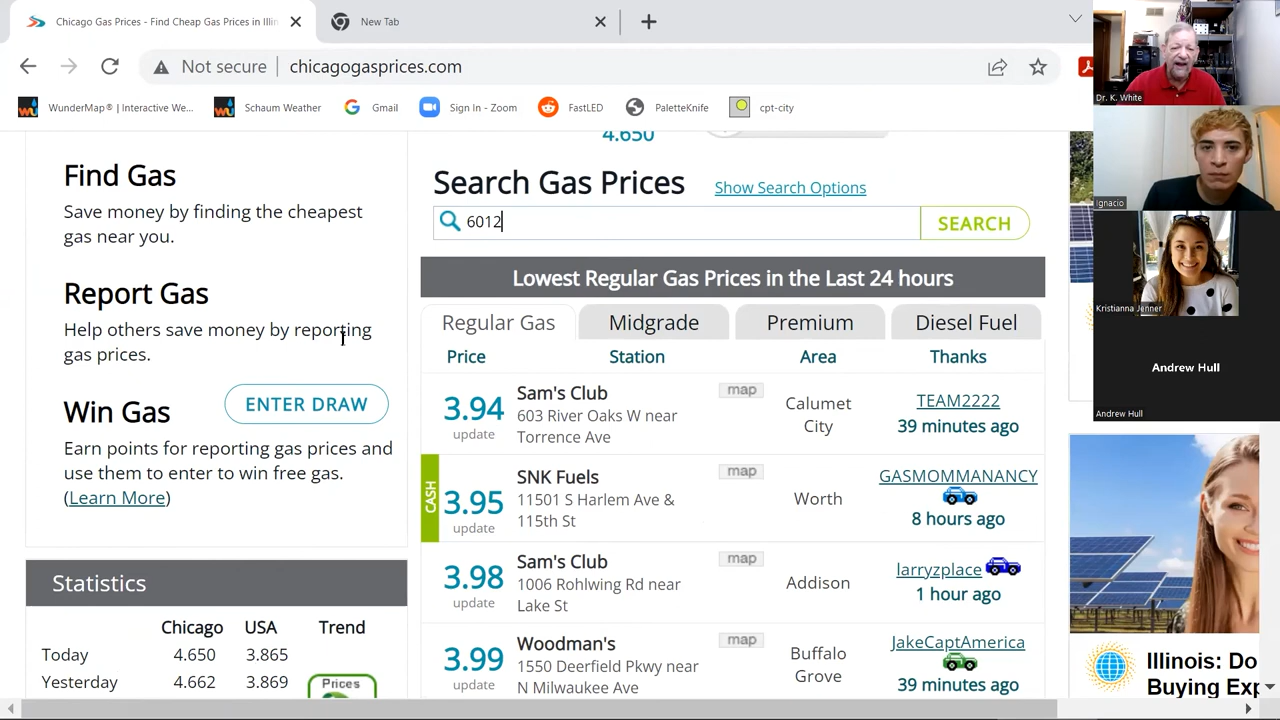 Chicago Gas Prices - Find Cheap Gas Prices in Illin
New Tab
Not secure
chicagogasprices.com
WunderMap® | Interactive We...
Schaum Weather
Gmail
Sign In - Zoom
FastLED
PaletteKnife
cpt-city
Find Gas
Save money by finding the cheapest
gas near you.
Report Gas
Help others save money by reporting
gas prices.
Win Gas
ENTER DRAW
Earn points for reporting gas prices and
use them to enter to win free gas.
(Learn More)
Statistics
Chicago USA Trend
Today 4.650 3.865
Yesterday 4.662 3.869
Prices
4.650
Search Gas Prices
Show Search Options
6012
SEARCH
Lowest Regular Gas Prices in the Last 24 hours
Regular Gas Midgrade Premium Diesel Fuel
Price Station Area Thanks
3.94
update
Sam's Club
603 River Oaks W near
Torrence Ave
map
Calumet
City
TEAM2222
39 minutes ago
CASH
3.95
update
SNK Fuels
11501 S Harlem Ave &
115th St
map
Worth
GASMOMMANANCY
8 hours ago
3.98
update
Sam's Club
1006 Rohlwing Rd near
Lake St
map
Addison
larryzplace
1 hour ago
3.99
update
Woodman's
1550 Deerfield Pkwy near
N Milwaukee Ave
map
Buffalo
Grove
JakeCaptAmerica
39 minutes ago
Dr. K. White
Ignacio
Kristianna Jenner
Andrew Hull
Andrew Hull
Illinois: Do
Buying Exp